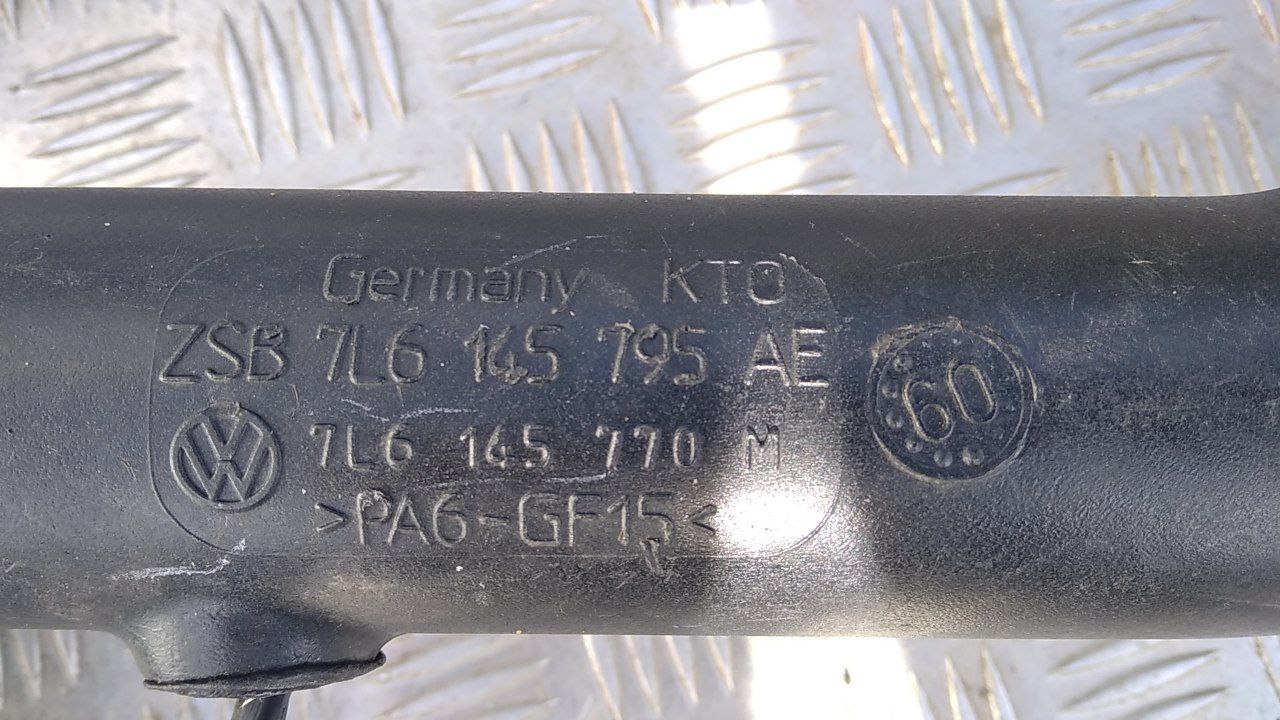 Germany KTO
ZSB 7L6 145 795 AE
7L6 145 770 M
>PA6-GF15<
60